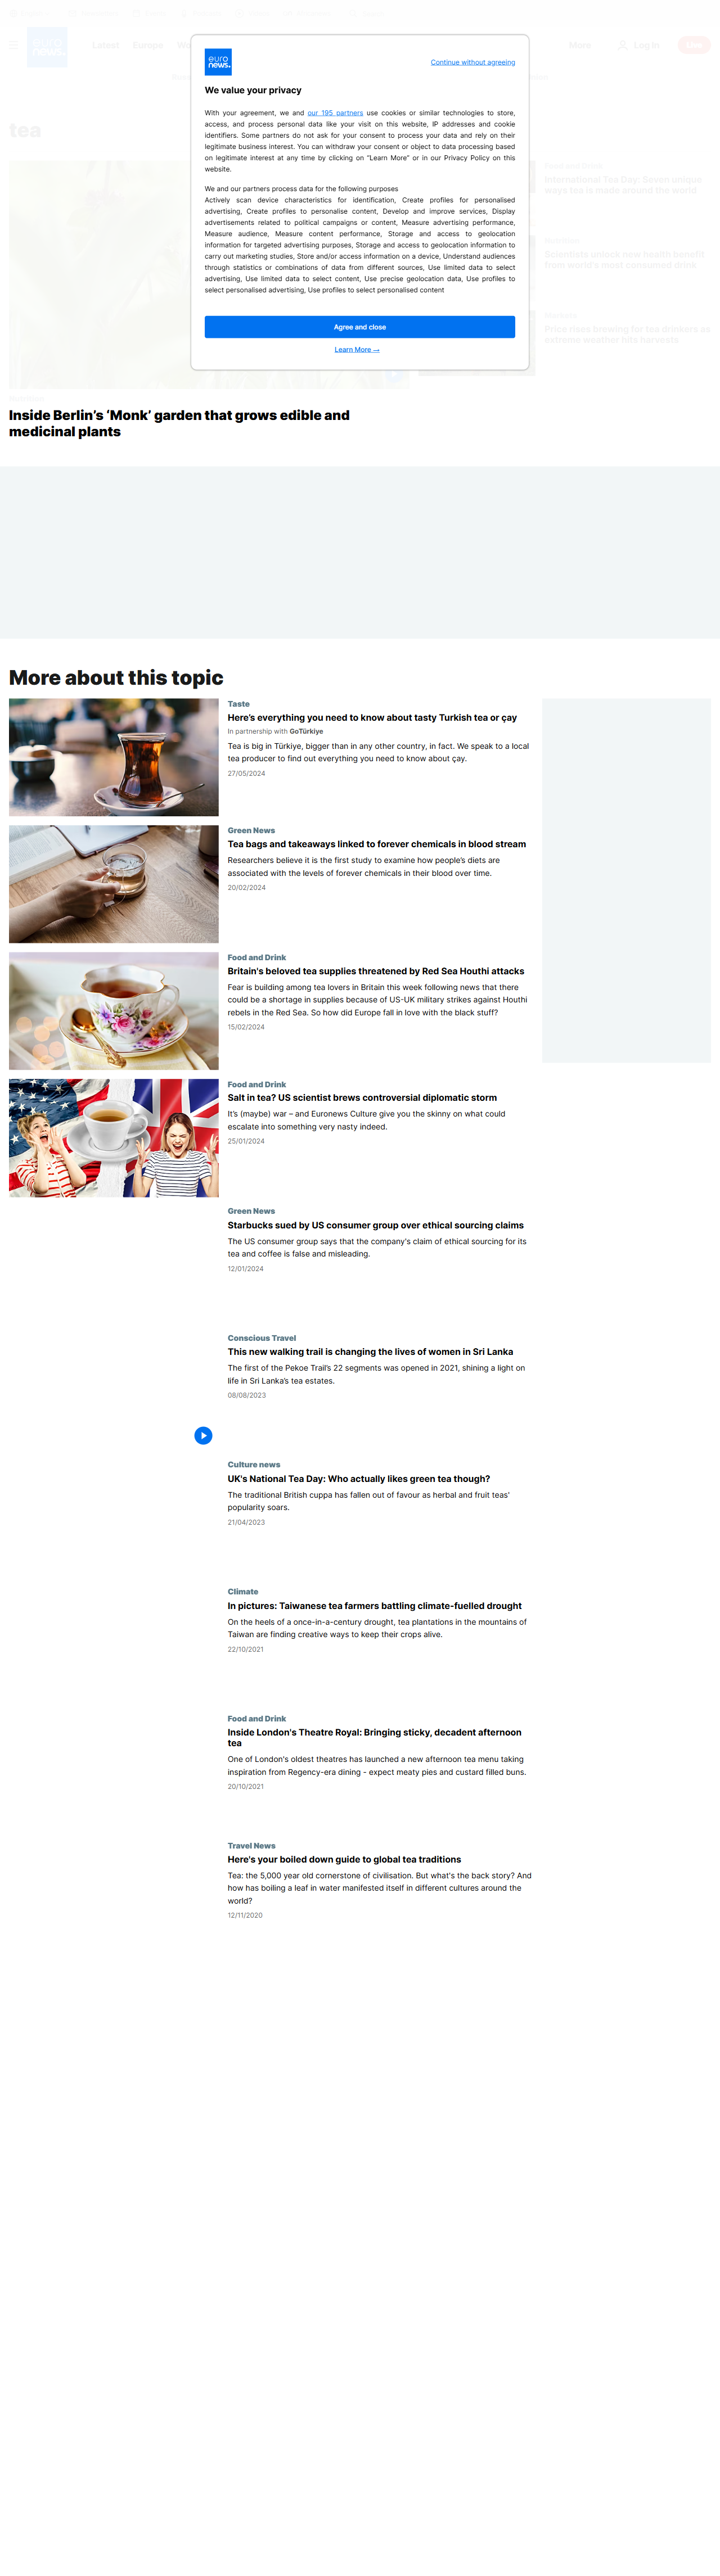 Latest
Europe
More
Log In
Live
tea
euro
news.
Continue without agreeing
We value your privacy
With your agreement, we and our 195 partners use cookies or similar technologies to store,
access, and process personal data like your visit on this website, IP addresses and cookie
identifiers. Some partners do not ask for your consent to process your data and rely on their
legitimate business interest. You can withdraw your consent or object to data processing based
on legitimate interest at any time by clicking on "Learn More" or in our Privacy Policy on this
website.
We and our partners process data for the following purposes
Actively scan device characteristics for identification, Create profiles for personalised
advertising, Create profiles to personalise content, Develop and improve services, Display
advertisements related to political campaigns or content, Measure advertising performance,
Measure audience, Measure content performance, Storage and access to geolocation
information for targeted advertising purposes, Storage and access to geolocation information to
carry out marketing studies, Store and/or access information on a device, Understand audiences
through statistics or combinations of data from different sources, Use limited data to select
advertising, Use limited data to select content, Use precise geolocation data, Use profiles to
select personalised advertising, Use profiles to select personalised content
Agree and close
Learn More →
International Tea Day: Seven unique
ways tea is made around the world
Scientists unlock new health benefit
from world's most consumed drink
Price rises brewing for tea drinkers as
extreme weather hits harvests
Inside Berlin’s ‘Monk’ garden that grows edible and
medicinal plants
More about this topic
Taste
Here’s everything you need to know about tasty Turkish tea or çay
In partnership with GoTürkiye
Tea is big in Türkiye, bigger than in any other country, in fact. We speak to a local
tea producer to find out everything you need to know about çay.
27/05/2024
Green News
Tea bags and takeaways linked to forever chemicals in blood stream
Researchers believe it is the first study to examine how people’s diets are
associated with the levels of forever chemicals in their blood over time.
20/02/2024
Food and Drink
Britain's beloved tea supplies threatened by Red Sea Houthi attacks
Fear is building among tea lovers in Britain this week following news that there
could be a shortage in supplies because of US-UK military strikes against Houthi
rebels in the Red Sea. So how did Europe fall in love with the black stuff?
15/02/2024
Food and Drink
Salt in tea? US scientist brews controversial diplomatic storm
It’s (maybe) war – and Euronews Culture give you the skinny on what could
escalate into something very nasty indeed.
25/01/2024
Green News
Starbucks sued by US consumer group over ethical sourcing claims
The US consumer group says that the company's claim of ethical sourcing for its
tea and coffee is false and misleading.
12/01/2024
Conscious Travel
This new walking trail is changing the lives of women in Sri Lanka
The first of the Pekoe Trail’s 22 segments was opened in 2021, shining a light on
life in Sri Lanka’s tea estates.
08/08/2023
Culture news
UK's National Tea Day: Who actually likes green tea though?
The traditional British cuppa has fallen out of favour as herbal and fruit teas'
popularity soars.
21/04/2023
Climate
In pictures: Taiwanese tea farmers battling climate-fuelled drought
On the heels of a once-in-a-century drought, tea plantations in the mountains of
Taiwan are finding creative ways to keep their crops alive.
22/10/2021
Food and Drink
Inside London's Theatre Royal: Bringing sticky, decadent afternoon
tea
One of London's oldest theatres has launched a new afternoon tea menu taking
inspiration from Regency-era dining - expect meaty pies and custard filled buns.
20/10/2021
Travel News
Here's your boiled down guide to global tea traditions
Tea: the 5,000 year old cornerstone of civilisation. But what's the back story? And
how has boiling a leaf in water manifested itself in different cultures around the
world?
12/11/2020